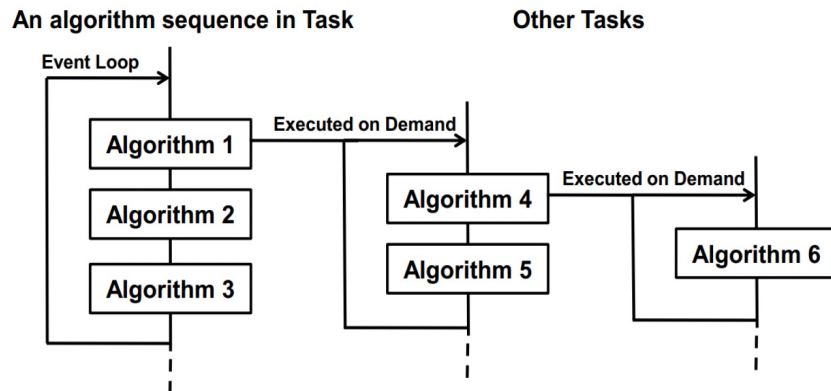 An algorithm sequence in Task
Other Tasks
Event Loop
Algorithm 1
Executed on Demand
Algorithm 2
Algorithm 3
Algorithm 4
Executed on Demand
Algorithm 5
Algorithm 6